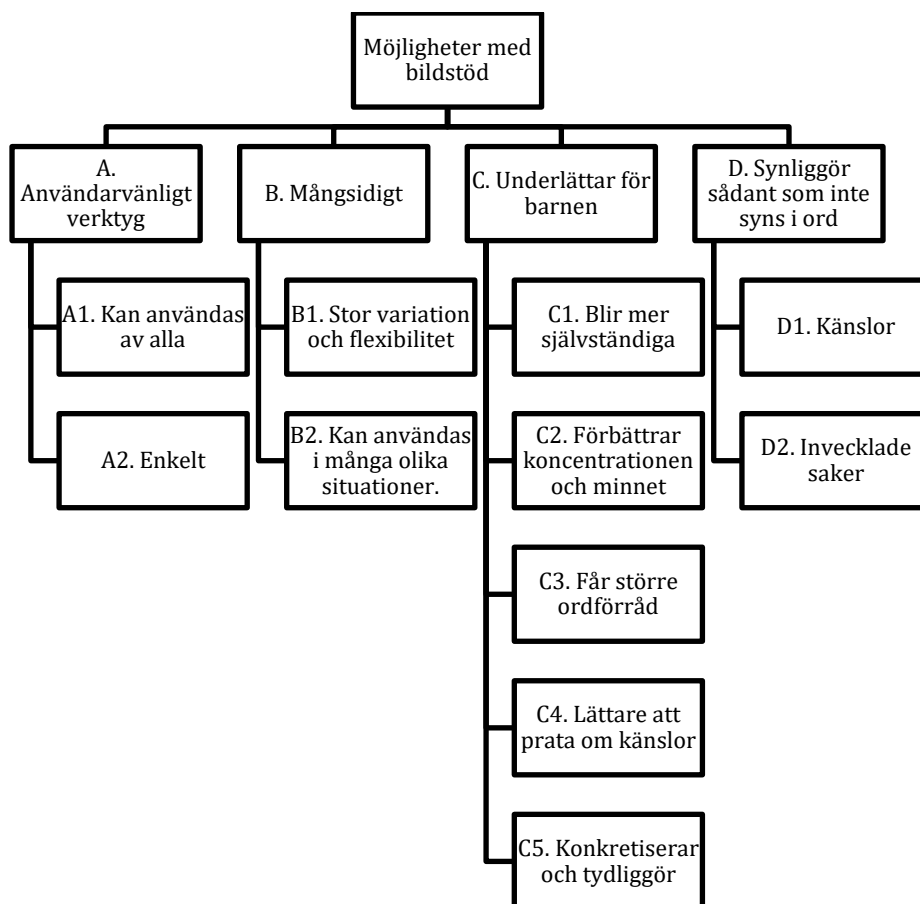 Möjligheter med
bildstöd
A.
Användarvänligt
verktyg
B. Mångsidigt
C. Underlättar för
barnen
D. Synliggör
sådant som inte
syns i ord
A1. Kan användas
av alla
A2. Enkelt
B1. Stor variation
och flexibilitet
B2. Kan användas
i många olika
situationer.
C1. Blir mer
självständiga
C2. Förbättrar
koncentrationen
och minnet
C3. Får större
ordförråd
C4. Lättare att
prata om känslor
C5. Konkretiserar
och tydliggör
D1. Känslor
D2. Invecklade
saker